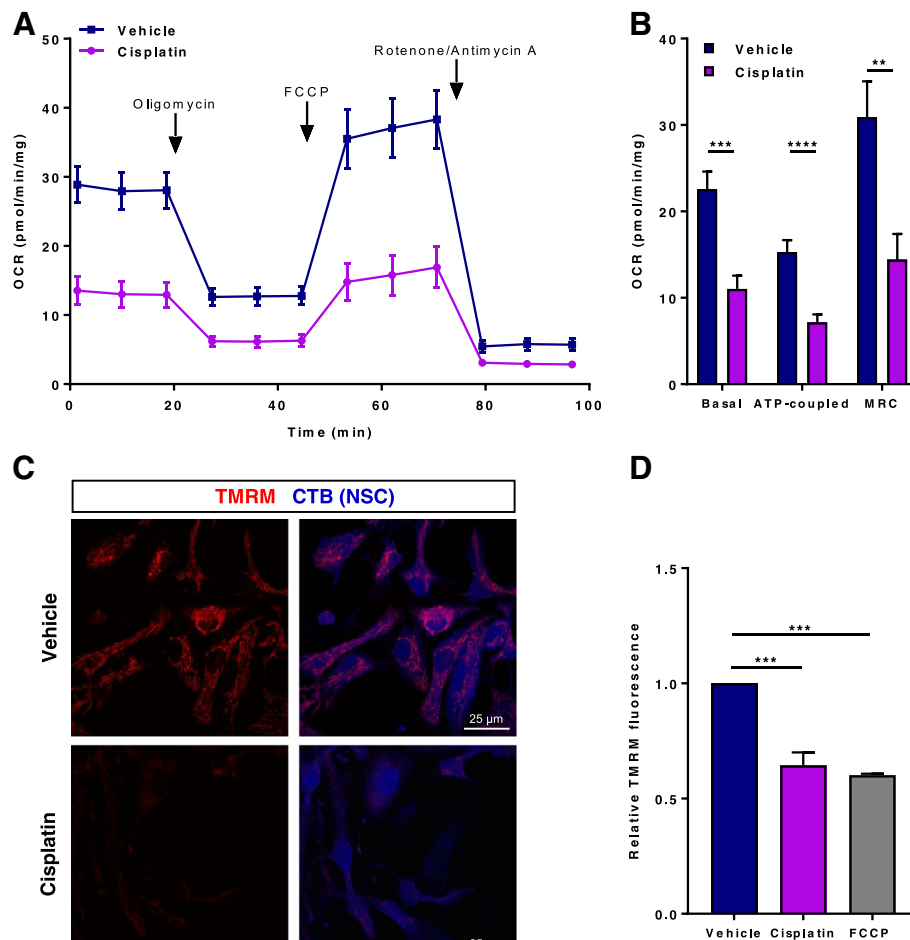 A
Vehicle
Cisplatin
Oligomycin
FCCP
Rotenone/Antimycin A
OCR (pmol/min/mg)
50
40
30
20
10
0
0 20 40 60 80 100
Time (min)
B
Vehicle
Cisplatin
OCR (pmol/min/mg)
40
30
20
10
0
***
****
**
Basal ATP-coupled MRC
C
TMRM CTB (NSC)
Vehicle
25 µm
Cisplatin
D
Relative TMRM fluorescence
1.5
1.0
0.5
0.0
***
***
Vehicle Cisplatin FCCP